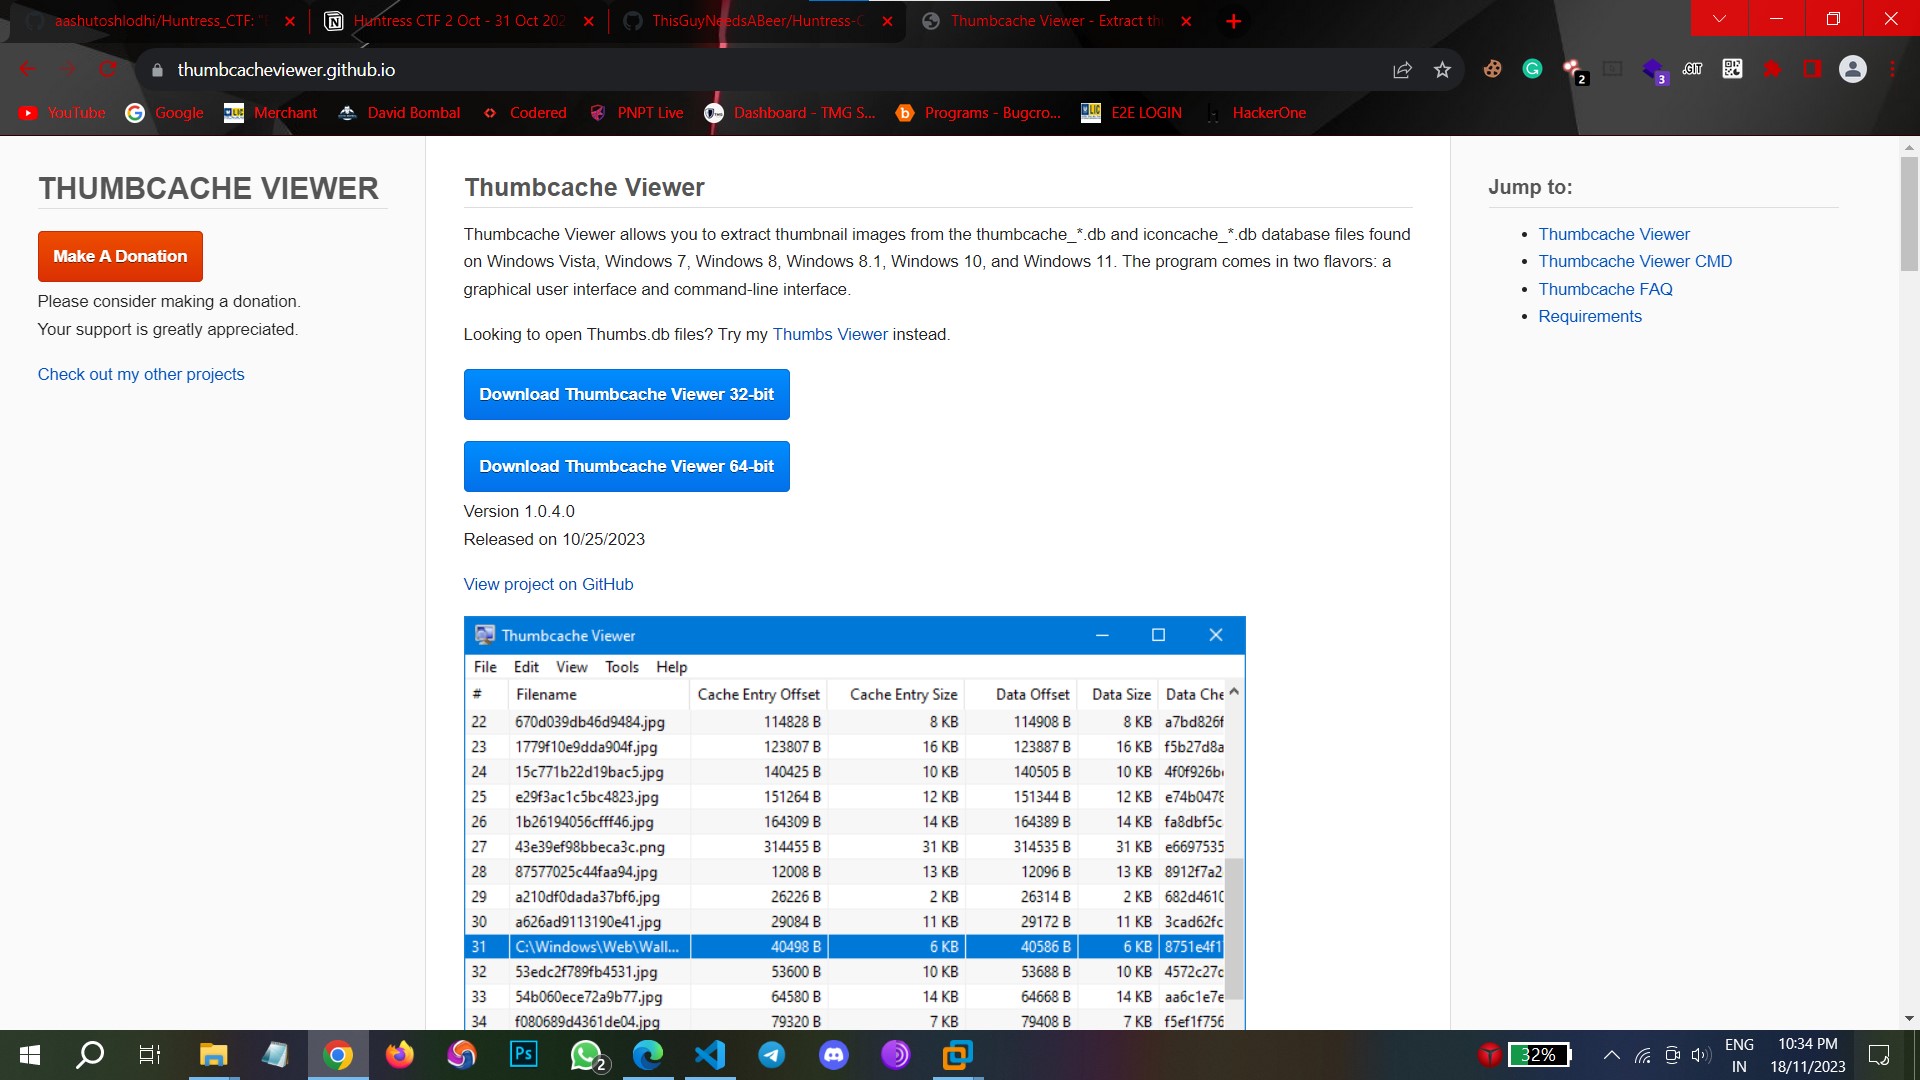 aashutoshlodhi/Huntress_CTF: "
Huntress CTF 2 Oct - 31 Oct 202
ThisGuyNeedsABeer/Huntress-C
Thumbcache Viewer - Extract th
thumbcacheviewer.github.io
2
3
.GIT
YouTube
Google
Merchant
David Bombal
Codered
PNPT Live
Dashboard - TMG S...
Programs - Bugcro...
E2E LOGIN
HackerOne
THUMBCACHE VIEWER
Make A Donation
Please consider making a donation.
Your support is greatly appreciated.
Check out my other projects
Thumbcache Viewer
Thumbcache Viewer allows you to extract thumbnail images from the thumbcache_*.db and iconcache_*.db database files found
on Windows Vista, Windows 7, Windows 8, Windows 8.1, Windows 10, and Windows 11. The program comes in two flavors: a
graphical user interface and command-line interface.
Looking to open Thumbs.db files? Try my Thumbs Viewer instead.
Download Thumbcache Viewer 32-bit
Download Thumbcache Viewer 64-bit
Version 1.0.4.0
Released on 10/25/2023
View project on GitHub
Thumbcache Viewer
File Edit View Tools Help
# Filename Cache Entry Offset Cache Entry Size Data Offset Data Size Data Che
22 670d039db46d9484.jpg 114828 B 8 KB 114908 B 8 KB a7bd826f
23 1779f10e9dda904f.jpg 123807 B 16 KB 123887 B 16 KB f5b27d8a
24 15c771b22d19bac5.jpg 140425 B 10 KB 140505 B 10 KB 4f0f926b
25 e29f3ac1c5bc4823.jpg 151264 B 12 KB 151344 B 12 KB e74b0478
26 1b26194056cfff46.jpg 164309 B 14 KB 164389 B 14 KB fa8dbf5c
27 43e39ef98bbeca3c.png 314455 B 31 KB 314535 B 31 KB e6697535
28 87577025c44faa94.jpg 12008 B 13 KB 12096 B 13 KB 8912f7a2
29 a210df0dada37bf6.jpg 26226 B 2 KB 26314 B 2 KB 682d4610
30 a626ad9113190e41.jpg 29084 B 11 KB 29172 B 11 KB 3cad62fc
31 C:\Windows\Web\Wall... 40498 B 6 KB 40586 B 6 KB 8751e4f1
32 53edc2f789fb4531.jpg 53600 B 10 KB 53688 B 10 KB 4572c27c
33 54b060ece72a9b77.jpg 64580 B 14 KB 64668 B 14 KB aa6c1e7e
34 f080689d4361de04.jpg 79320 B 7 KB 79408 B 7 KB f5ef1f756
Jump to:
Thumbcache Viewer
Thumbcache Viewer CMD
Thumbcache FAQ
Requirements
Ps
2
32%
ENG
IN
10:34 PM
18/11/2023